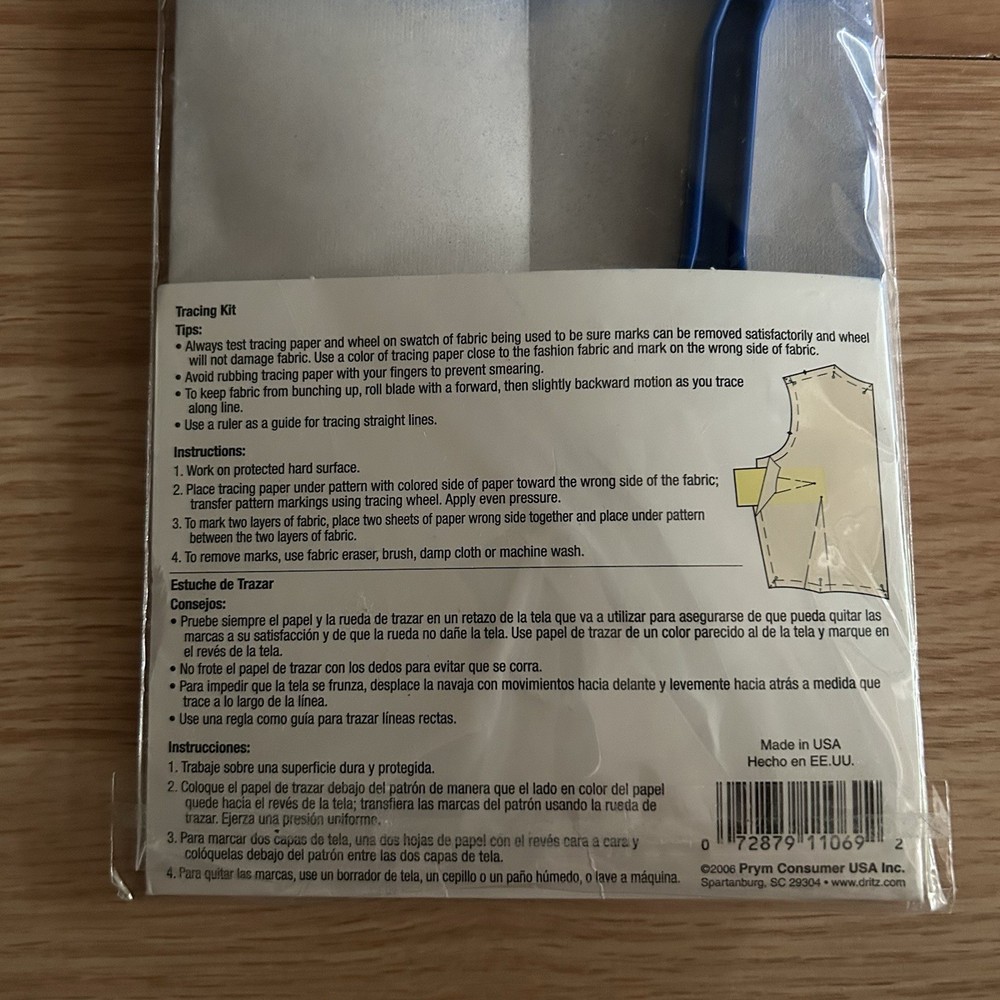 Tracing Kit
Tips:
• Always test tracing paper and wheel on swatch of fabric being used to be sure marks can be removed satisfactorily and wheel
will not damage fabric. Use a color of tracing paper close to the fashion fabric and mark on the wrong side of fabric.
• Avoid rubbing tracing paper with your fingers to prevent smearing.
• To keep fabric from bunching up, roll blade with a forward, then slightly backward motion as you trace
along line.
• Use a ruler as a guide for tracing straight lines.
Instructions:
1. Work on protected hard surface.
2. Place tracing paper under pattern with colored side of paper toward the wrong side of the fabric;
transfer pattern markings using tracing wheel. Apply even pressure.
3. To mark two layers of fabric, place two sheets of paper wrong side together and place under pattern
between the two layers of fabric.
4. To remove marks, use fabric eraser, brush, damp cloth or machine wash.
Estuche de Trazar
Consejos:
• Pruebe siempre el papel y la rueda de trazar en un retazo de la tela que va a utilizar para asegurarse de que pueda quitar las
marcas a su satisfacción y de que la rueda no dañe la tela. Use papel de trazar de un color parecido al de la tela y marque en
el revés de la tela.
• No frote el papel de trazar con los dedos para evitar que se corra.
• Para impedir que la tela se frunza, desplace la navaja con movimientos hacia delante y levemente hacia atrás a medida que
trace a lo largo de la línea.
• Use una regla como guía para trazar líneas rectas.
Instrucciones:
1. Trabaje sobre una superficie dura y protegida.
2. Coloque el papel de trazar debajo del patrón de manera que el lado en color del papel
quede hacia el revés de la tela; transfiera las marcas del patrón usando la rueda de
trazar. Ejerza una presión uniforme.
3. Para marcar dos capas de tela, una dos hojas de papel con el revés cara a cara y
colóquelas debajo del patrón entre las dos capas de tela.
4. Para quitar las marcas, use un borrador de tela, un cepillo o un paño húmedo, o lave a máquina.
Made in USA
Hecho en EE.UU.
0 72879 11069 2
©2006 Prym Consumer USA Inc.
Spartanburg, SC 29304 • www.dritz.com